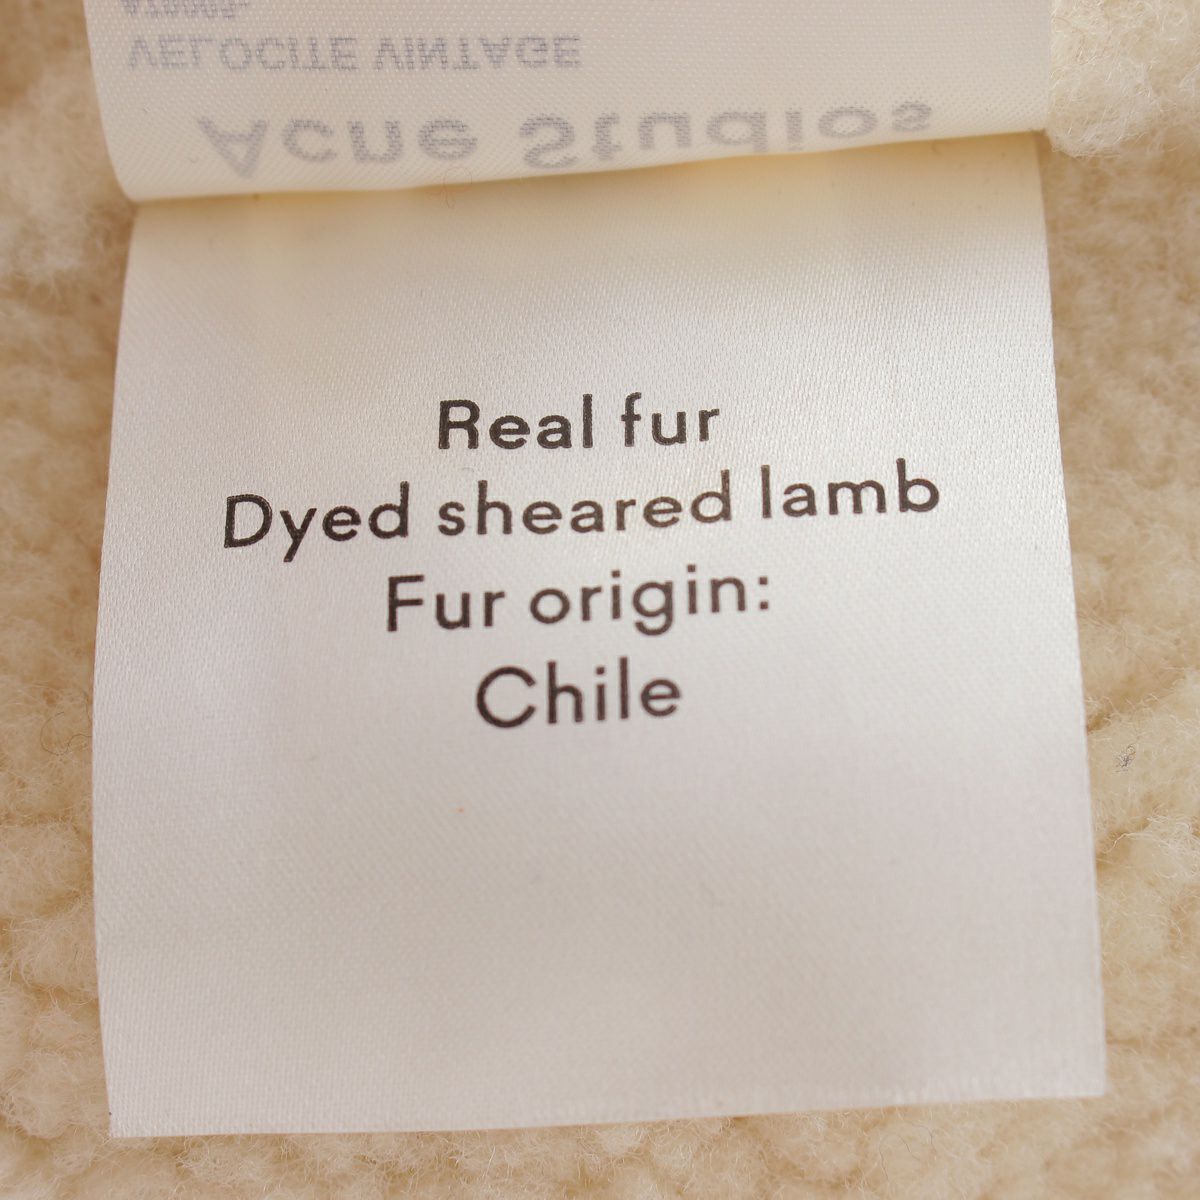 VELOCITE VINTAGE
Acne Studios
Real fur
Dyed sheared lamb
Fur origin:
Chile